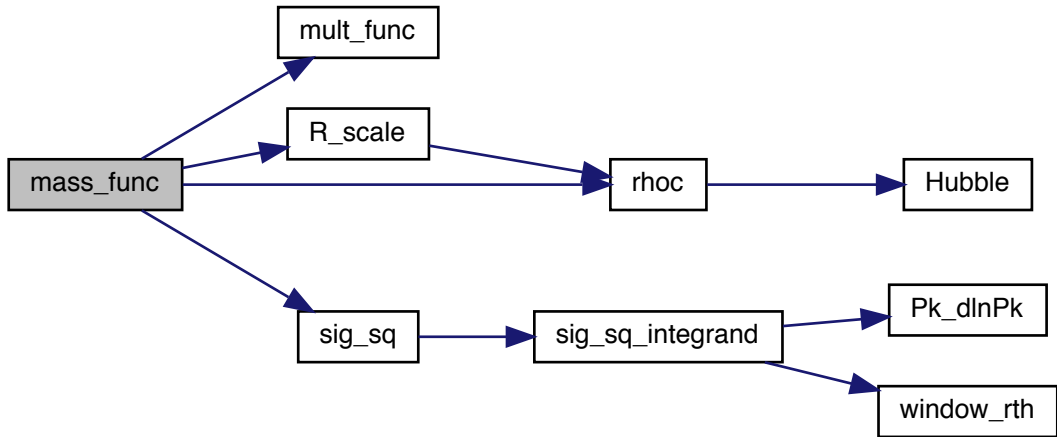 mult_func
R_scale
mass_func
rhoc
Hubble
sig_sq
sig_sq_integrand
Pk_dlnPk
window_rth